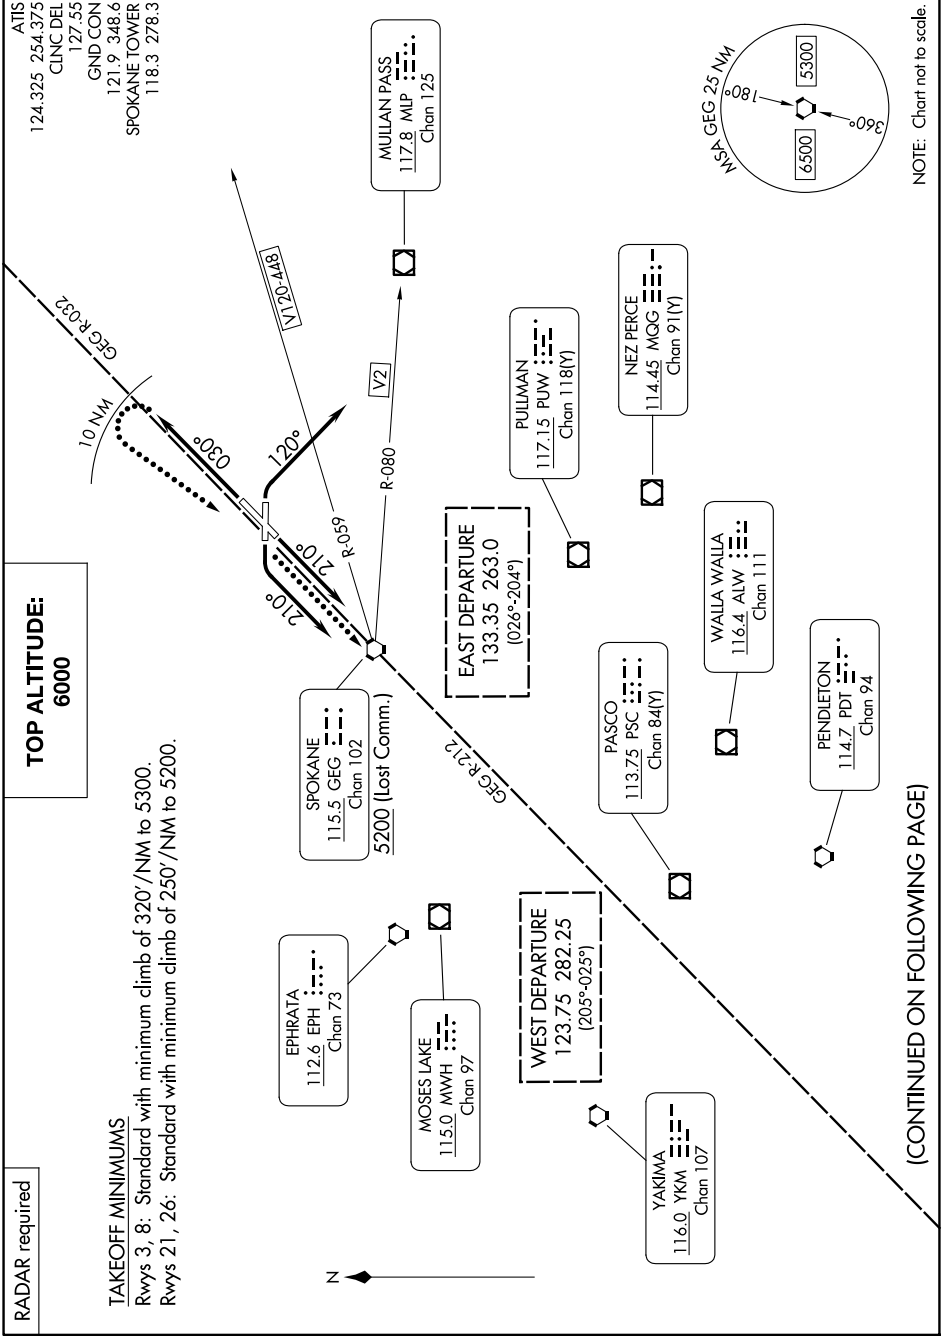 RADAR required
TOP ALTITUDE:
6000
ATIS
124.325 254.375
CLNC DEL
127.55
GND CON
121.9 348.6
SPOKANE TOWER
118.3 278.3
TAKEOFF MINIMUMS
Rwys 3, 8: Standard with minimum climb of 320'/NM to 5300.
Rwys 21, 26: Standard with minimum climb of 250'/NM to 5200.
GEG R-032
10 NM
030°
120°
210°
210°
V120-448
R-059
V2
R-080
MULLAN PASS
117.8 MLP
Chan 125
SPOKANE
115.5 GEG
Chan 102
5200 (Lost Comm.)
GEG R-212
EPHRATA
112.6 EPH
Chan 73
MOSES LAKE
115.0 MWH
Chan 97
EAST DEPARTURE
133.35 263.0
(026°-204°)
WEST DEPARTURE
123.75 282.25
(205°-025°)
PULLMAN
117.15 PUW
Chan 118(Y)
NEZ PERCE
114.45 MQG
Chan 91(Y)
PASCO
113.75 PSC
Chan 84(Y)
WALLA WALLA
116.4 ALW
Chan 111
PENDLETON
114.7 PDT
Chan 94
YAKIMA
116.0 YKM
Chan 107
N
MSA GEG 25 NM
180°
360°
6500
5300
(CONTINUED ON FOLLOWING PAGE)
NOTE: Chart not to scale.